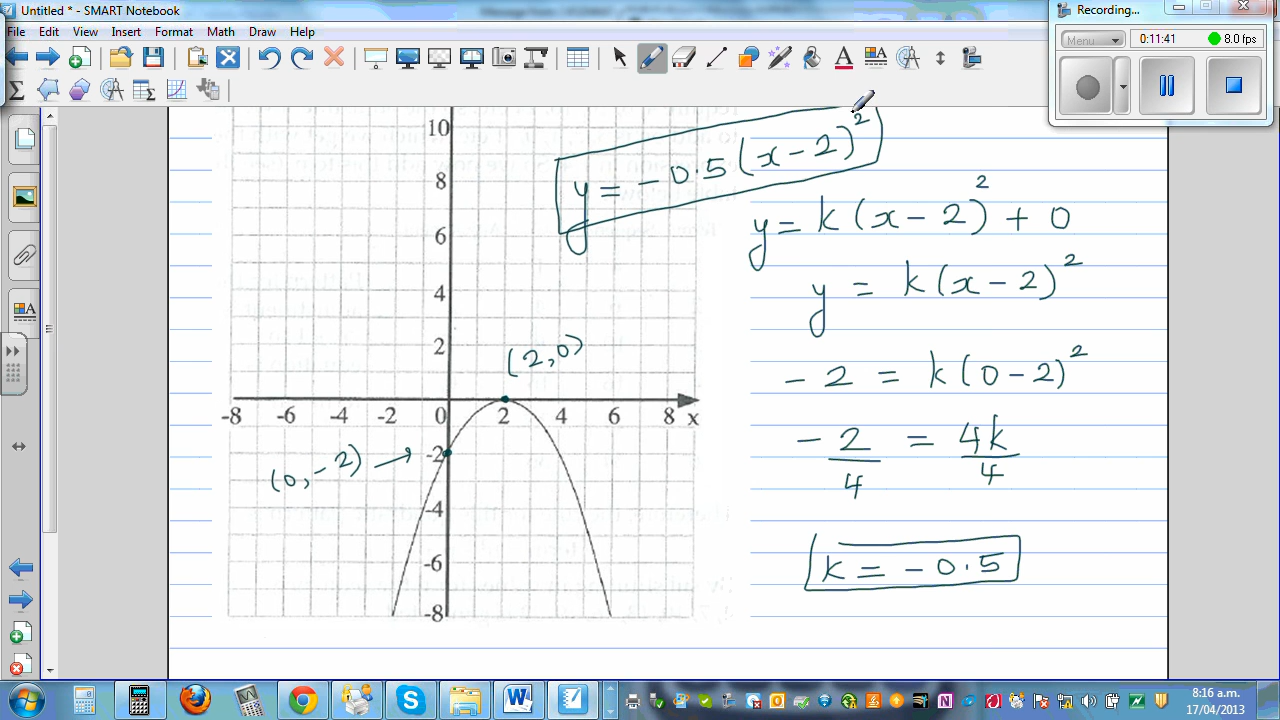 Untitled * - SMART Notebook
File Edit View Insert Format Math Draw Help
Recording...
Menu
0:11:41
8.0 fps
10
8
6
4
2
-8 -6 -4 -2 0 2 4 6 8 x
-2
-4
-6
-8
(2,0)
(0,-2)
y = -0.5(x-2)²
y = k(x-2)² + 0
y = k(x-2)²
-2 = k(0-2)²
-2/4 = 4k/4
k = -0.5
8:16 a.m.
17/04/2013